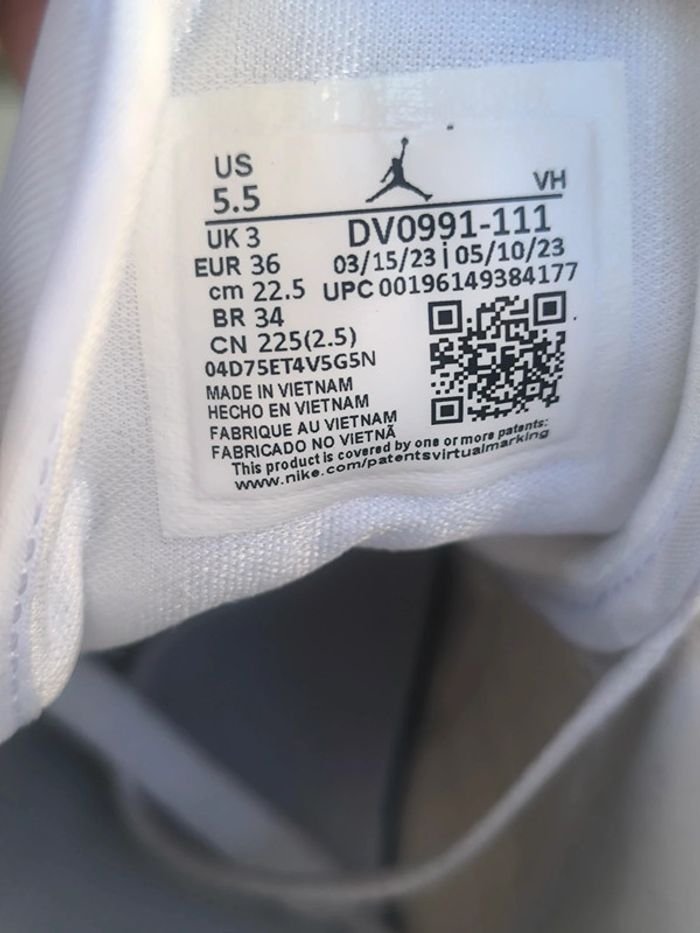 US
5.5
VH
UK 3
DV0991-111
EUR 36
03/15/23 | 05/10/23
cm 22.5
UPC 00196149384177
BR 34
CN 225(2.5)
04D75ET4V5G5N
MADE IN VIETNAM
HECHO EN VIETNAM
FABRIQUE AU VIETNAM
FABRICADO NO VIETNÃ
This product is covered by one or more patents:
www.nike.com/patentsvirtualmarking